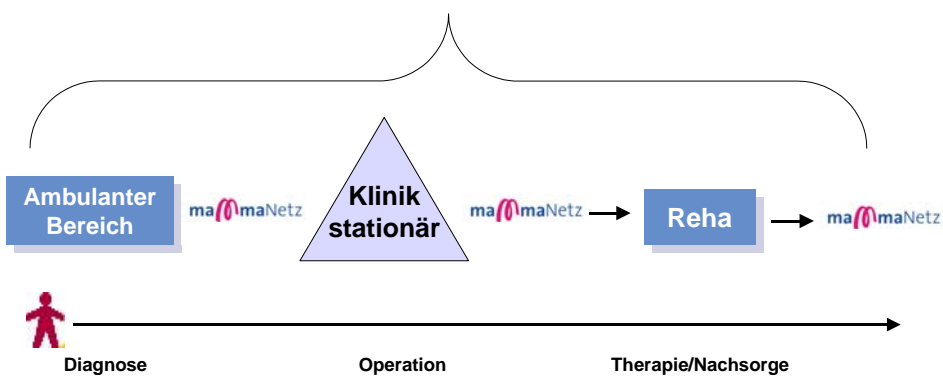 Ambulanter
Bereich
mammaNetz
Klinik
stationär
mammaNetz
Reha
mammaNetz
Diagnose
Operation
Therapie/Nachsorge